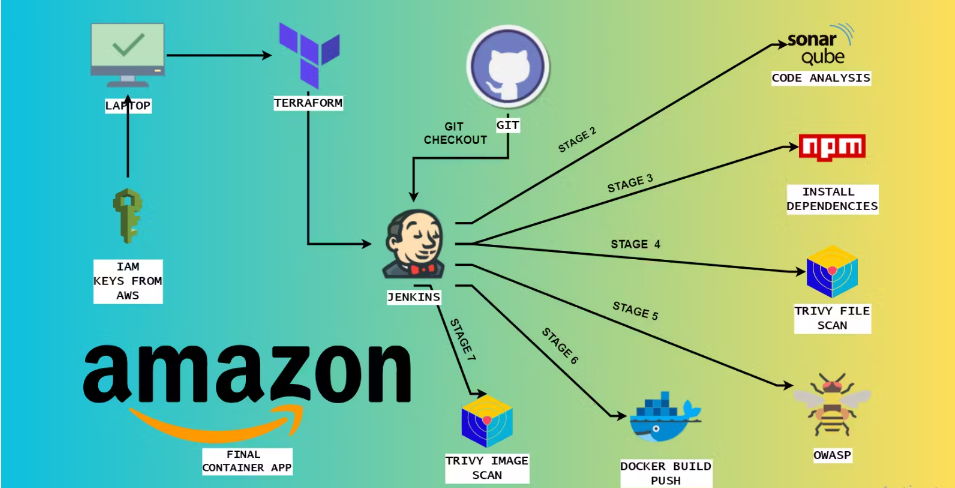 sonar
qube
CODE ANALYSIS
LAPTOP
TERRAFORM
GIT
GIT
CHECKOUT
STAGE 2
npm
STAGE 3
INSTALL
DEPENDENCIES
STAGE 4
IAM
KEYS FROM
AWS
JENKINS
TRIVY FILE
SCAN
STAGE 5
STAGE 6
STAGE 7
amazon
FINAL
CONTAINER APP
TRIVY IMAGE
SCAN
DOCKER BUILD
PUSH
OWASP